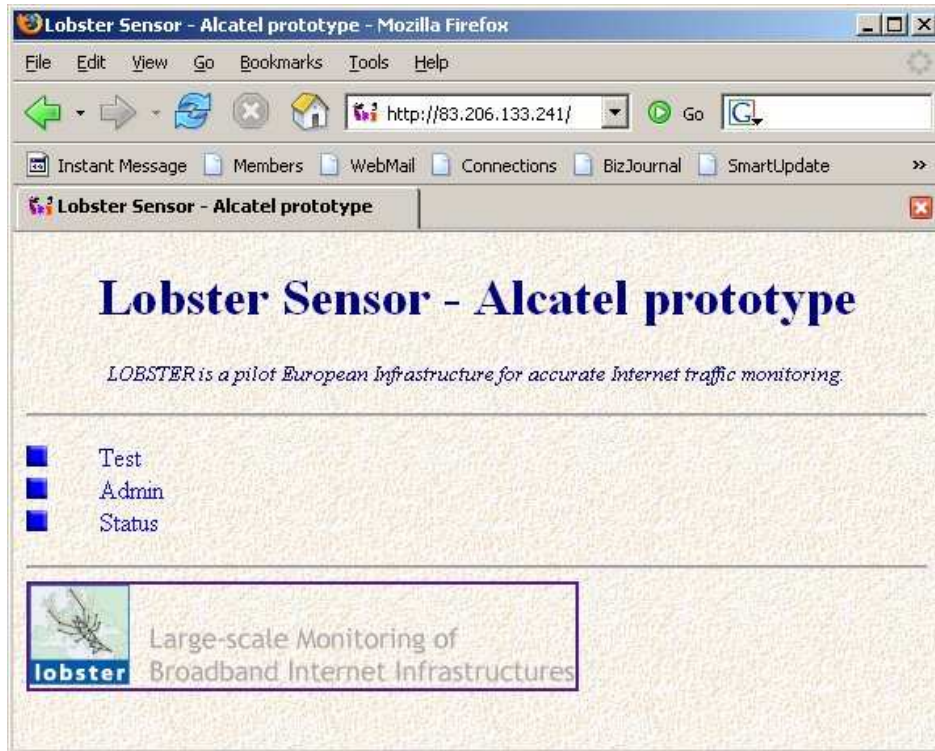 Lobster Sensor - Alcatel prototype - Mozilla Firefox
File Edit View Go Bookmarks Tools Help
http://83.206.133.241/ Go G
Instant Message Members WebMail Connections BizJournal SmartUpdate »
Lobster Sensor - Alcatel prototype
Lobster Sensor - Alcatel prototype
LOBSTER is a pilot European Infrastructure for accurate Internet traffic monitoring.
Test
Admin
Status
Large-scale Monitoring of
lobster Broadband Internet Infrastructures